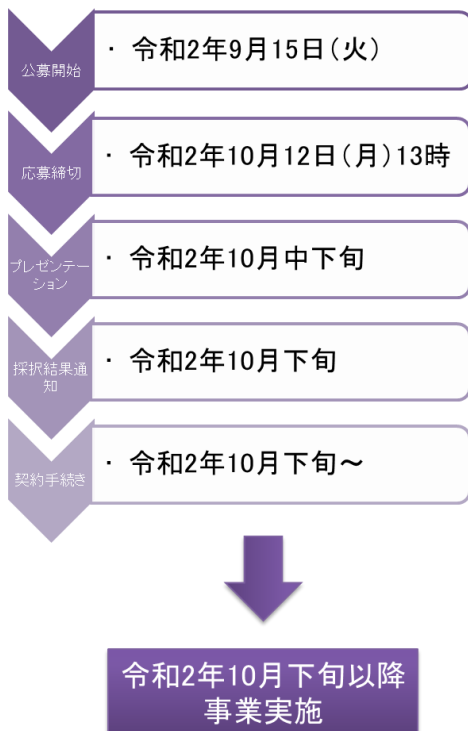 公募開始
・ 令和2年9月15日（火）
応募締切
・ 令和2年10月12日（月）13時
プレゼンテー
ション
・ 令和2年10月中下旬
採択結果通
知
・ 令和2年10月下旬
契約手続き
・ 令和2年10月下旬～
令和2年10月下旬以降
事業実施